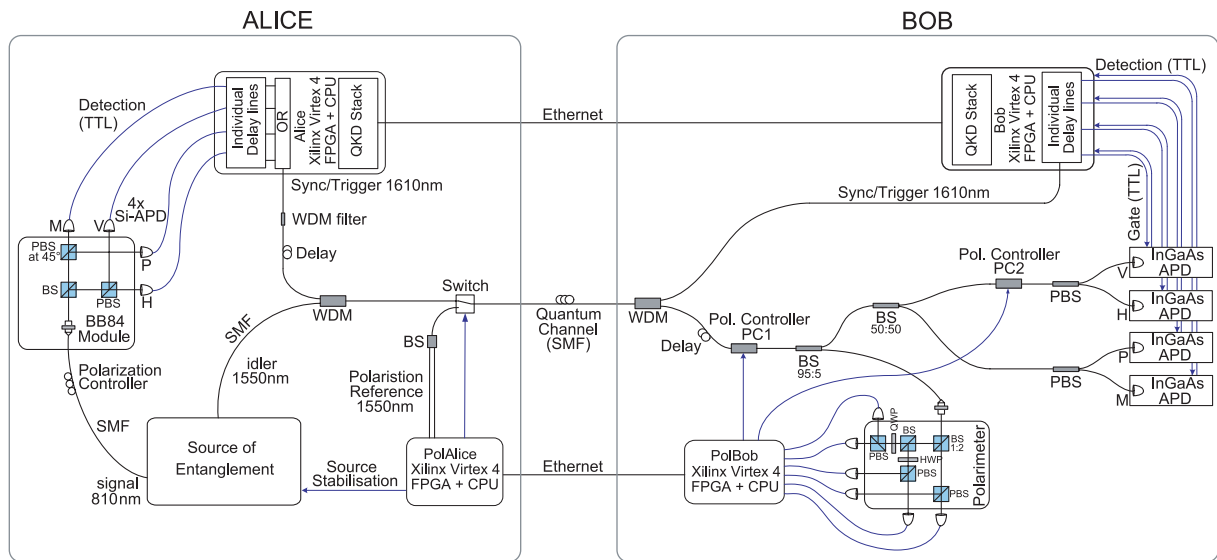 ALICE
BOB
Detection
(TTL)
Individual
Delay lines
OR
Alice
Xilinx Virtex 4
FPGA + CPU
QKD Stack
Ethernet
QKD Stack
Bob
Xilinx Virtex 4
FPGA + CPU
Individual
Delay lines
Detection (TTL)
Sync/Trigger 1610nm
Sync/Trigger 1610nm
Gate (TTL)
4x
Si-APD
M
V
P
H
PBS
at 45°
BS
PBS
BB84
Module
WDM filter
Delay
WDM
Switch
Quantum
Channel
(SMF)
WDM
Delay
Pol. Controller
PC1
BS
95:5
BS
50:50
Pol. Controller
PC2
PBS
PBS
V
H
P
M
InGaAs
APD
InGaAs
APD
InGaAs
APD
InGaAs
APD
Polarization
Controller
SMF
SMF
idler
1550nm
BS
Polaristion
Reference
1550nm
Source of
Entanglement
signal
810nm
Source
Stabilisation
PolAlice
Xilinx Virtex 4
FPGA + CPU
Ethernet
PolBob
Xilinx Virtex 4
FPGA + CPU
PBS
QWP
BS
BS
1:2
HWP
PBS
PBS
Polarimeter